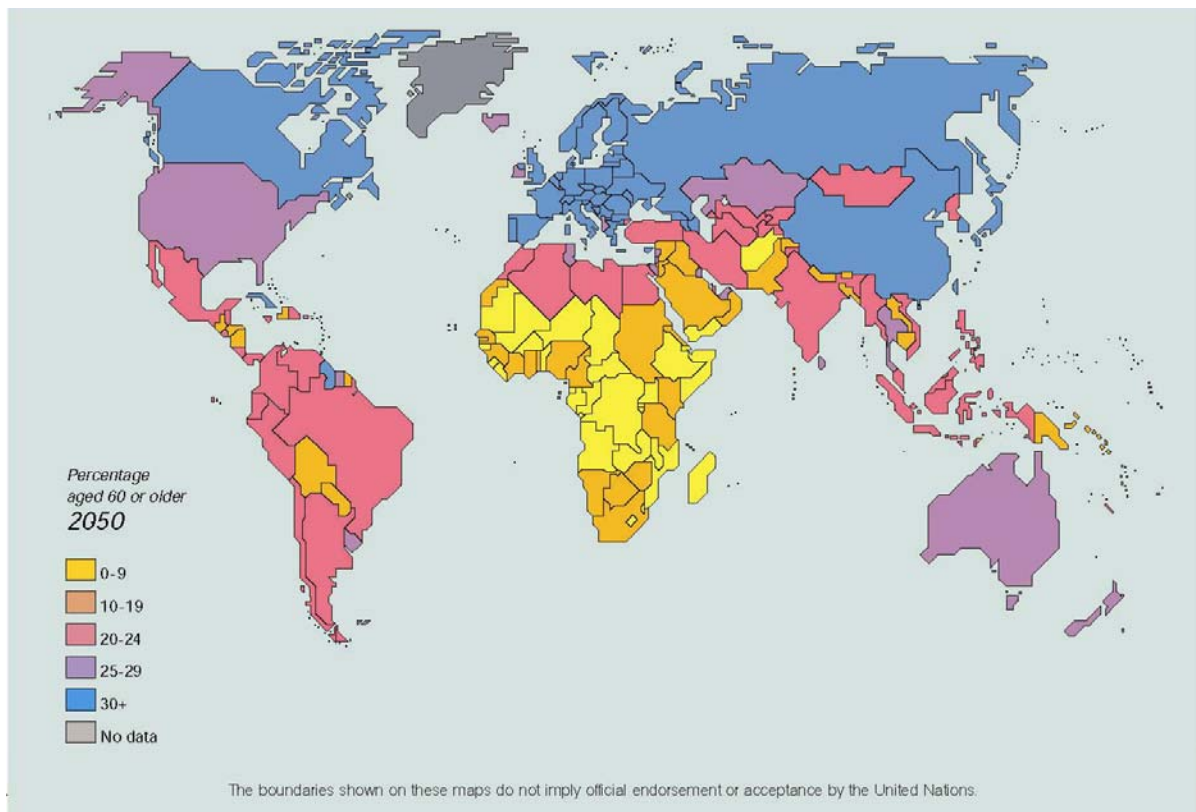 Percentage
aged 60 or older
2050
0-9
10-19
20-24
25-29
30+
No data
The boundaries shown on these maps do not imply official endorsement or acceptance by the United Nations.